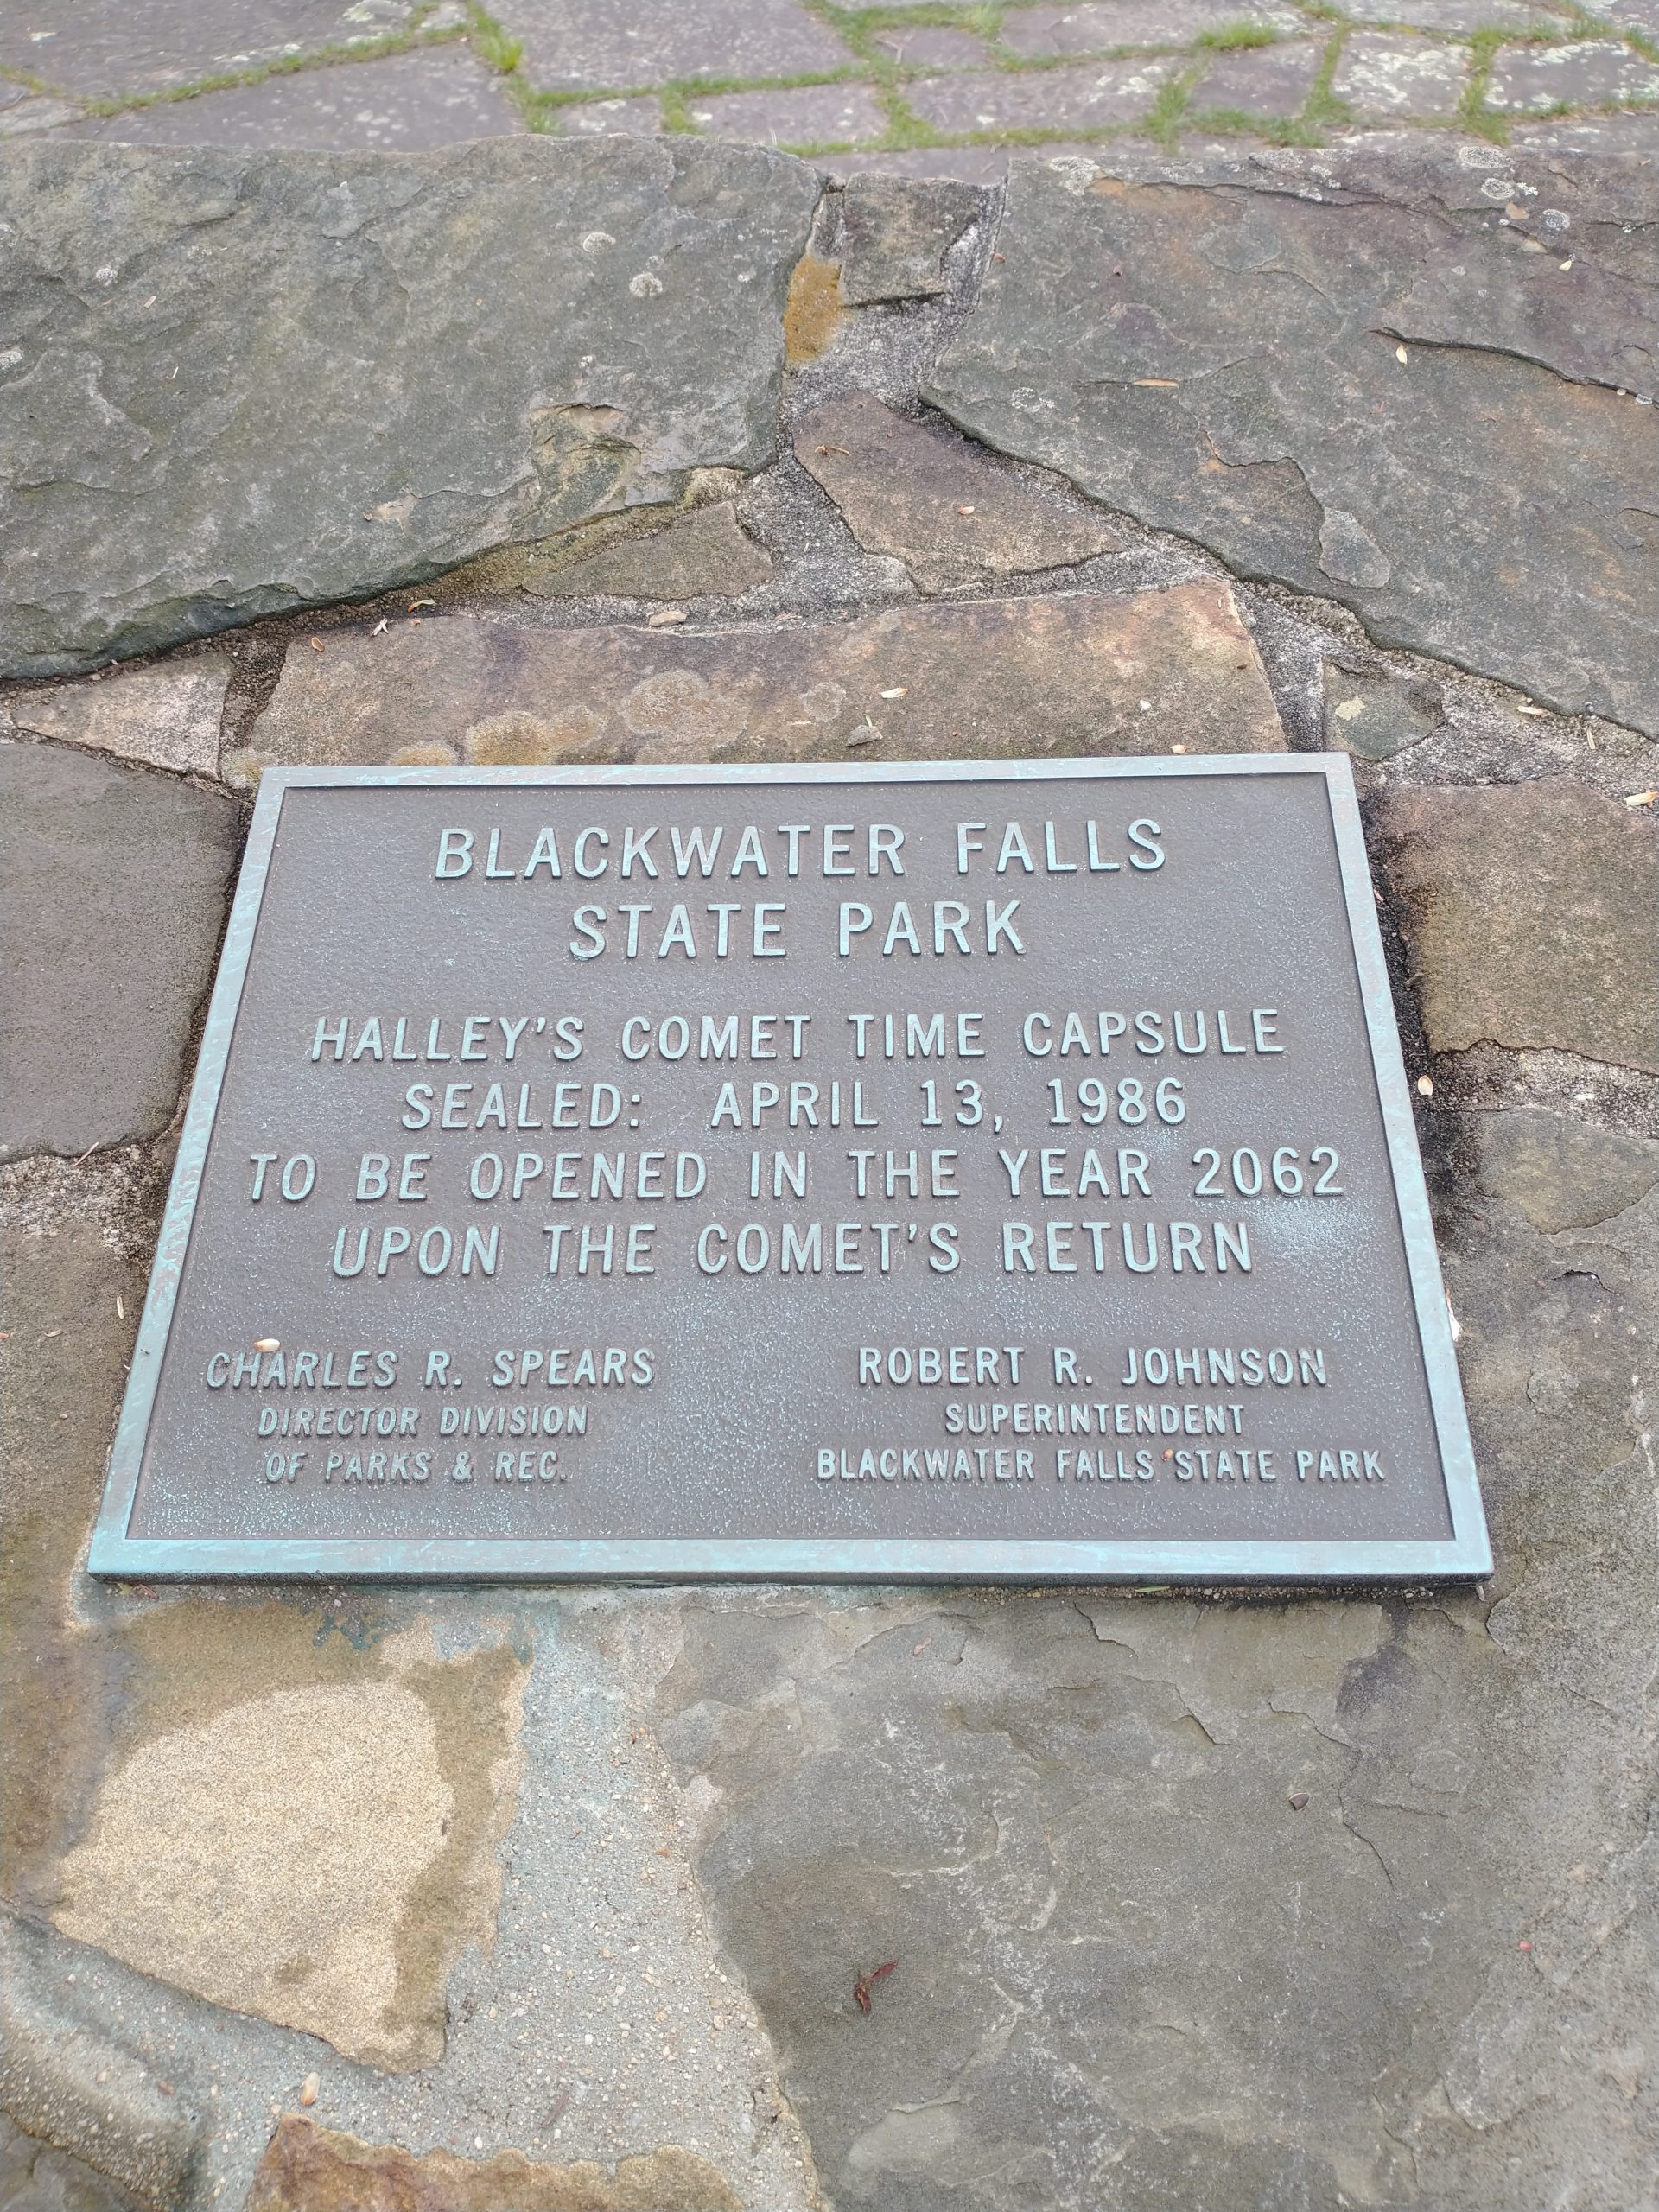 BLACKWATER FALLS
STATE PARK
HALLEY'S COMET TIME CAPSULE
SEALED: APRIL 13, 1986
TO BE OPENED IN THE YEAR 2062
UPON THE COMET'S RETURN
CHARLES R. SPEARS
DIRECTOR DIVISION
OF PARKS & REC.
ROBERT R. JOHNSON
SUPERINTENDENT
BLACKWATER FALLS STATE PARK